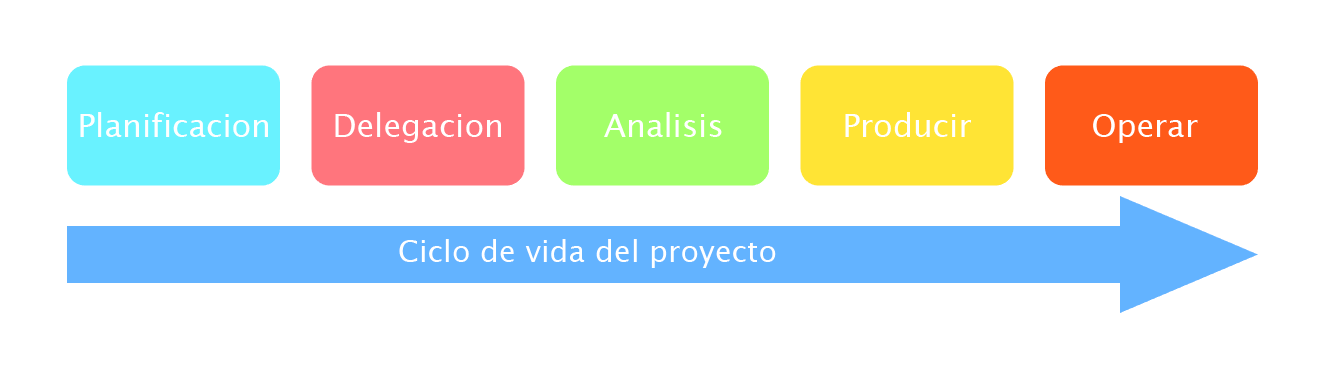 Planificacion
Delegacion
Analisis
Producir
Operar
Ciclo de vida del proyecto